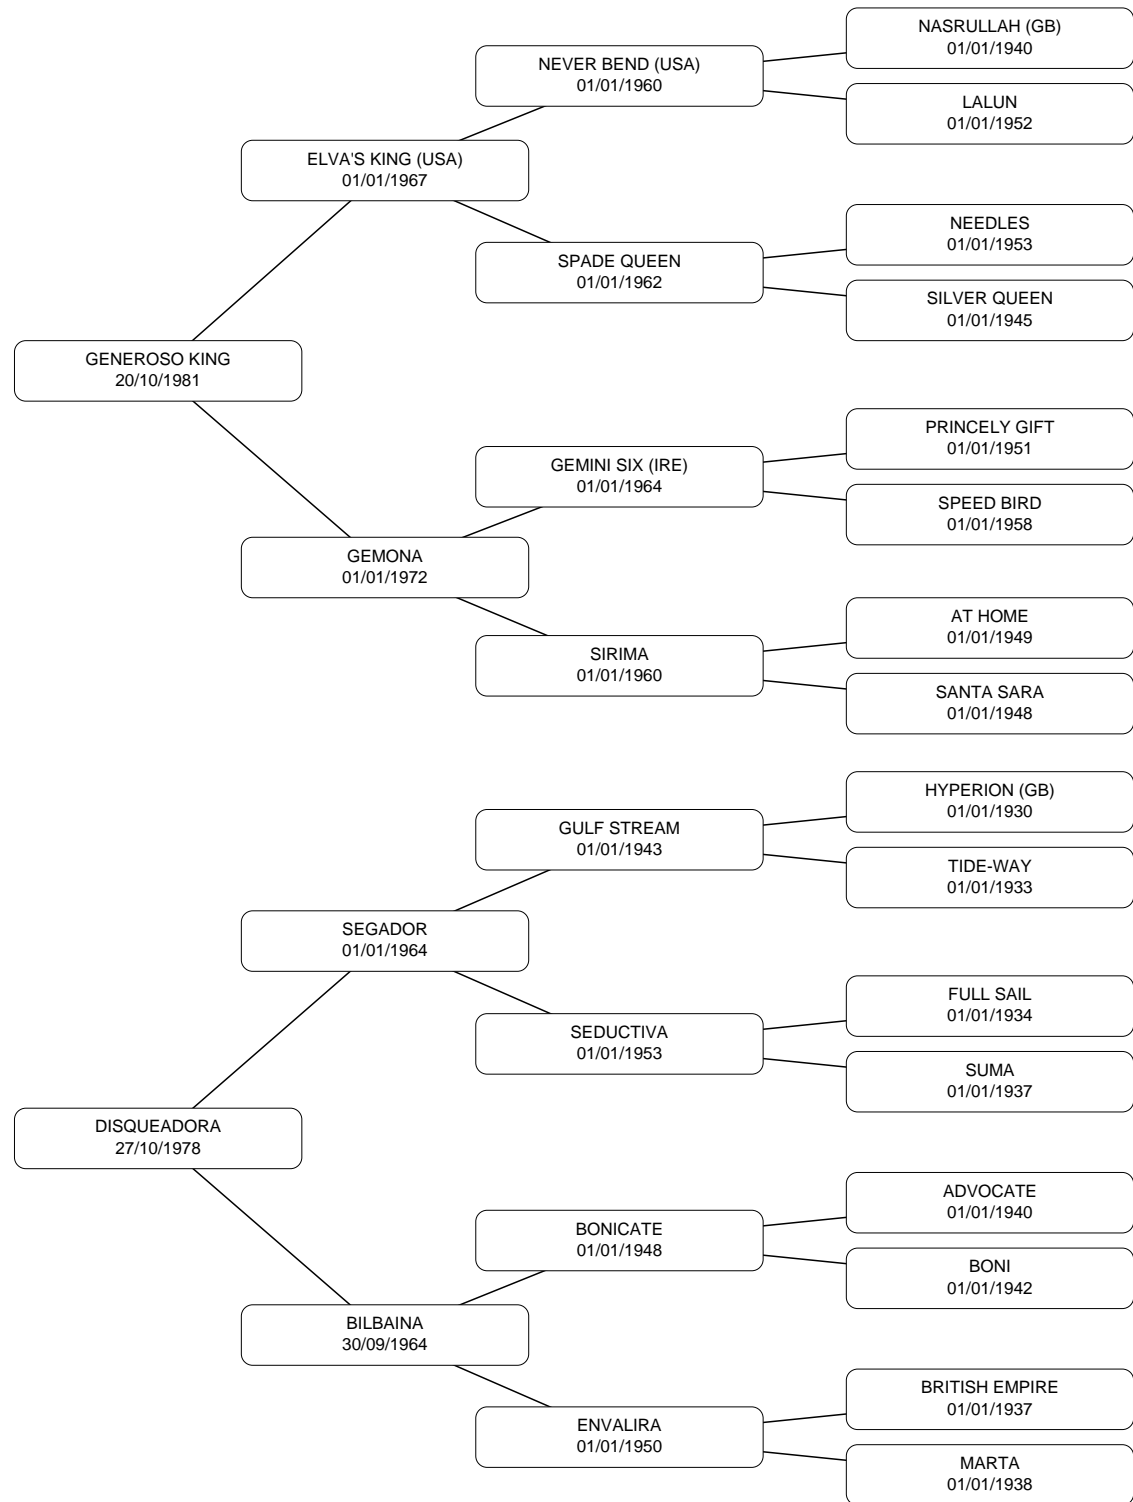 NASRULLAH (GB)
01/01/1940
NEVER BEND (USA)
01/01/1960
LALUN
01/01/1952
ELVA'S KING (USA)
01/01/1967
NEEDLES
01/01/1953
SPADE QUEEN
01/01/1962
SILVER QUEEN
01/01/1945
GENEROSO KING
20/10/1981
PRINCELY GIFT
01/01/1951
GEMINI SIX (IRE)
01/01/1964
SPEED BIRD
01/01/1958
GEMONA
01/01/1972
AT HOME
01/01/1949
SIRIMA
01/01/1960
SANTA SARA
01/01/1948
HYPERION (GB)
01/01/1930
GULF STREAM
01/01/1943
TIDE-WAY
01/01/1933
SEGADOR
01/01/1964
FULL SAIL
01/01/1934
SEDUCTIVA
01/01/1953
SUMA
01/01/1937
DISQUEADORA
27/10/1978
ADVOCATE
01/01/1940
BONICATE
01/01/1948
BONI
01/01/1942
BILBAINA
30/09/1964
BRITISH EMPIRE
01/01/1937
ENVALIRA
01/01/1950
MARTA
01/01/1938